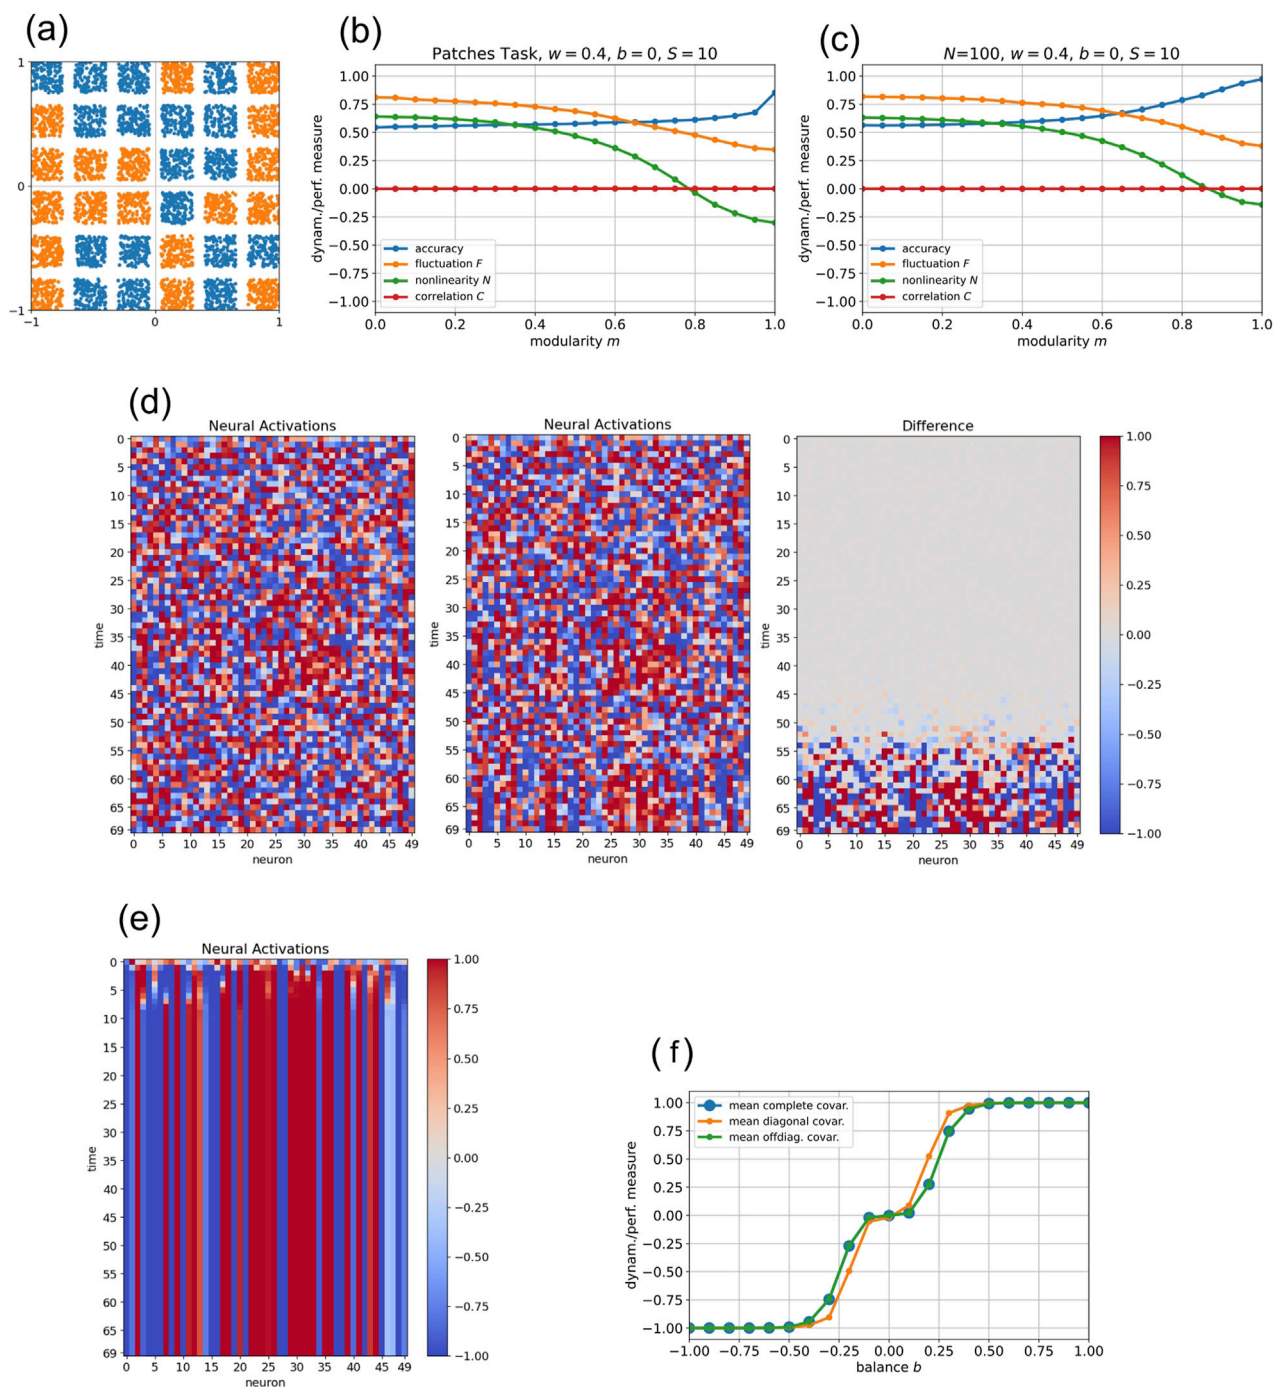 (a)
1
0
−1
−1 0 1
(b)
Patches Task, w = 0.4, b = 0, S = 10
dynam./perf. measure
1.00
0.75
0.50
0.25
0.00
−0.25
−0.50
−0.75
−1.00
accuracy
fluctuation F
nonlinearity N
correlation C
0.0 0.2 0.4 0.6 0.8 1.0
modularity m
(c)
N=100, w = 0.4, b = 0, S = 10
dynam./perf. measure
1.00
0.75
0.50
0.25
0.00
−0.25
−0.50
−0.75
−1.00
accuracy
fluctuation F
nonlinearity N
correlation C
0.0 0.2 0.4 0.6 0.8 1.0
modularity m
(d)
Neural Activations
time
0
5
10
15
20
25
30
35
40
45
50
55
60
65
69
0 5 10 15 20 25 30 35 40 45 49
neuron
Neural Activations
time
0
5
10
15
20
25
30
35
40
45
50
55
60
65
69
0 5 10 15 20 25 30 35 40 45 49
neuron
Difference
time
0
5
10
15
20
25
30
35
40
45
50
55
60
65
69
0 5 10 15 20 25 30 35 40 45 49
neuron
1.00
0.75
0.50
0.25
0.00
−0.25
−0.50
−0.75
−1.00
(e)
Neural Activations
time
0
5
10
15
20
25
30
35
40
45
50
55
60
65
69
0 5 10 15 20 25 30 35 40 45 49
neuron
1.00
0.75
0.50
0.25
0.00
−0.25
−0.50
−0.75
−1.00
(f)
dynam./perf. measure
1.00
0.75
0.50
0.25
0.00
−0.25
−0.50
−0.75
−1.00
mean complete covar.
mean diagonal covar.
mean offdiag. covar.
−1.00 −0.75 −0.50 −0.25 0.00 0.25 0.50 0.75 1.00
balance b